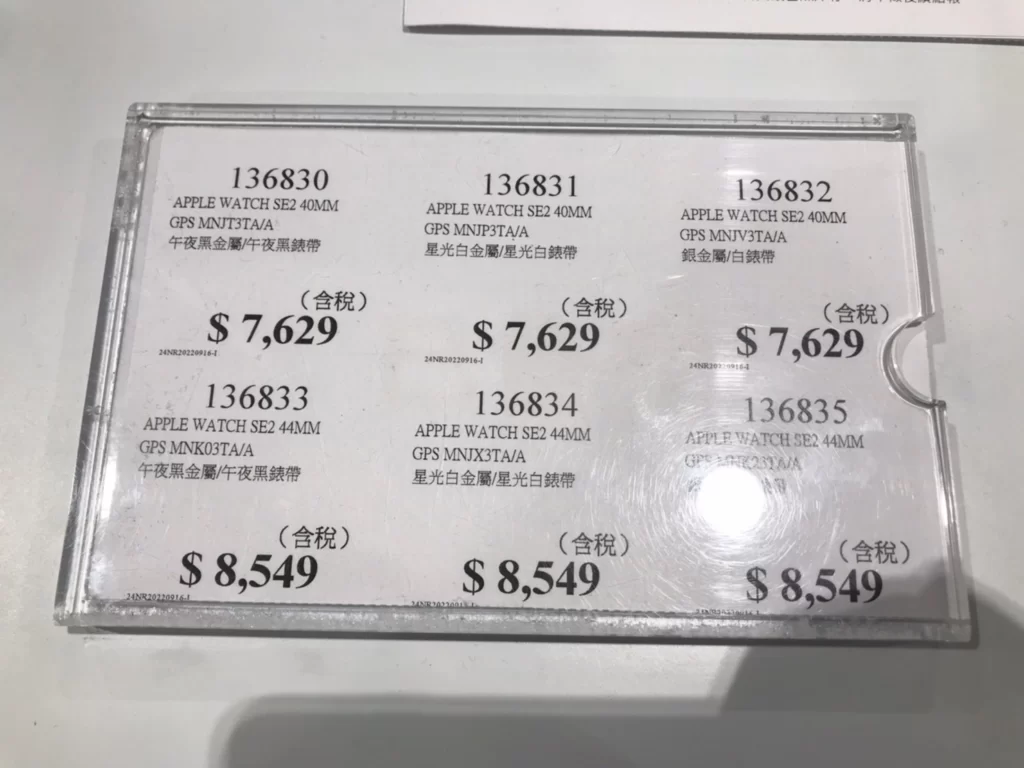 136830
APPLE WATCH SE2 40MM
GPS MNJT3TA/A
午夜黑金屬/午夜黑錶帶
(含稅)
$ 7,629
24NR20220916-I
136831
APPLE WATCH SE2 40MM
GPS MNJP3TA/A
星光白金屬/星光白錶帶
(含稅)
$ 7,629
24NR20220916-I
136832
APPLE WATCH SE2 40MM
GPS MNJV3TA/A
銀金屬/白錶帶
(含稅)
$ 7,629
24NR20220916-I
136833
APPLE WATCH SE2 44MM
GPS MNK03TA/A
午夜黑金屬/午夜黑錶帶
(含稅)
$ 8,549
24NR20220916-I
136834
APPLE WATCH SE2 44MM
GPS MNJX3TA/A
星光白金屬/星光白錶帶
(含稅)
$ 8,549
136835
APPLE WATCH SE2 44MM
GPS MNK23TA/A
(含稅)
$ 8,549